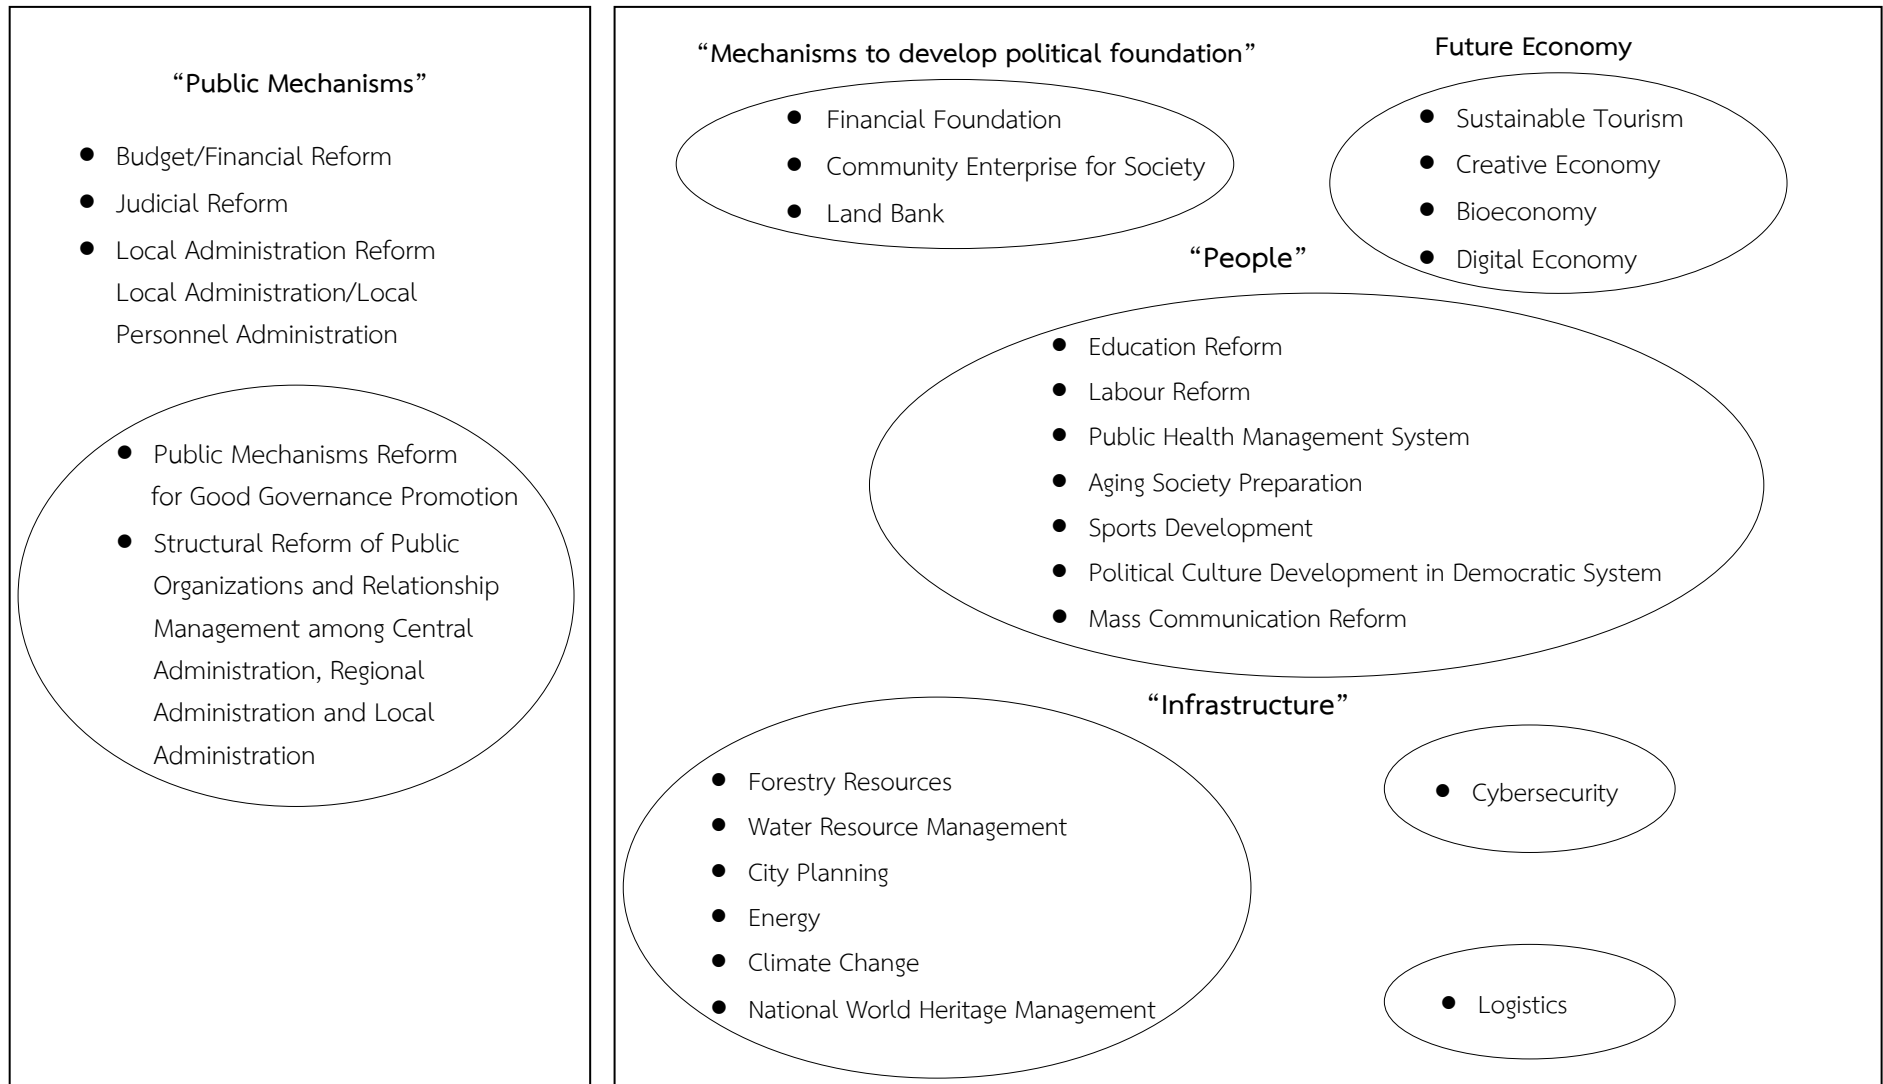 “Public Mechanisms”
● Budget/Financial Reform
● Judicial Reform
● Local Administration Reform
Local Administration/Local
Personnel Administration
● Public Mechanisms Reform
for Good Governance Promotion
● Structural Reform of Public
Organizations and Relationship
Management among Central
Administration, Regional
Administration and Local
Administration
“Mechanisms to develop political foundation”
● Financial Foundation
● Community Enterprise for Society
● Land Bank
Future Economy
● Sustainable Tourism
● Creative Economy
● Bioeconomy
● Digital Economy
“People”
● Education Reform
● Labour Reform
● Public Health Management System
● Aging Society Preparation
● Sports Development
● Political Culture Development in Democratic System
● Mass Communication Reform
“Infrastructure”
● Forestry Resources
● Water Resource Management
● City Planning
● Energy
● Climate Change
● National World Heritage Management
● Cybersecurity
● Logistics